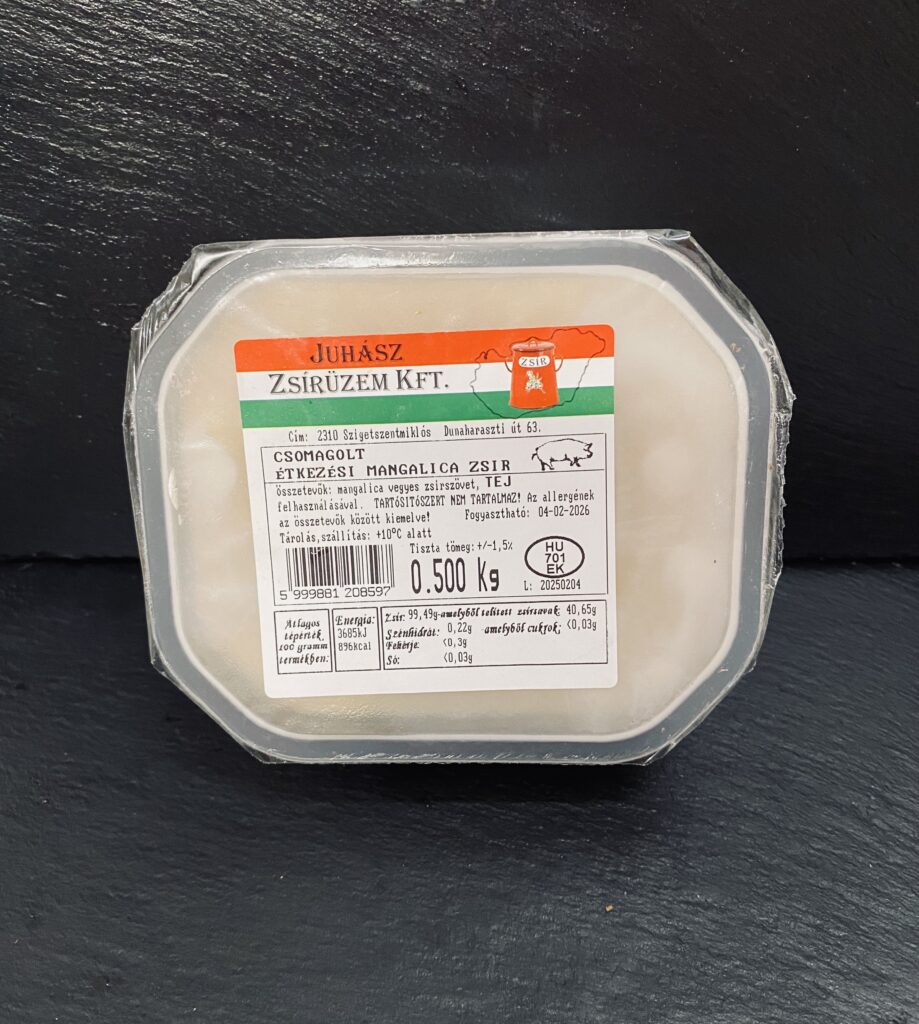 JUHÁSZ
ZSÍRÜZEM KFT.
ZSÍR
Cím: 2310 Szigetszentmiklós Dunaharaszti út 63.
CSOMAGOLT
ÉTKEZÉSI MANGALICA ZSIR
összetevők: mangalica vegyes zsirszövet, TEJ
felhasználásával. TARTÓSITÓSZERT NEM TARTALMAZ! Az allergének
az összetevők között kiemelve! Fogyasztható: 04-02-2026
Tárolás,szállítás: +10°C alatt
Tiszta tömeg:+/-1,5%
0.500 Kg
HU
701
EK
5 999881 208597
L: 20250204
Átlagos
tépérték
100 gramm
termékben:
Energia:
3685kJ
896kcal
Zsír: 99,49g-amelyből telített zsírsavak: 40,65g
Szénhidrát: 0,22g amelyből cukrok: <0,03g
Fehérje: <0,3g
Só: <0,03g